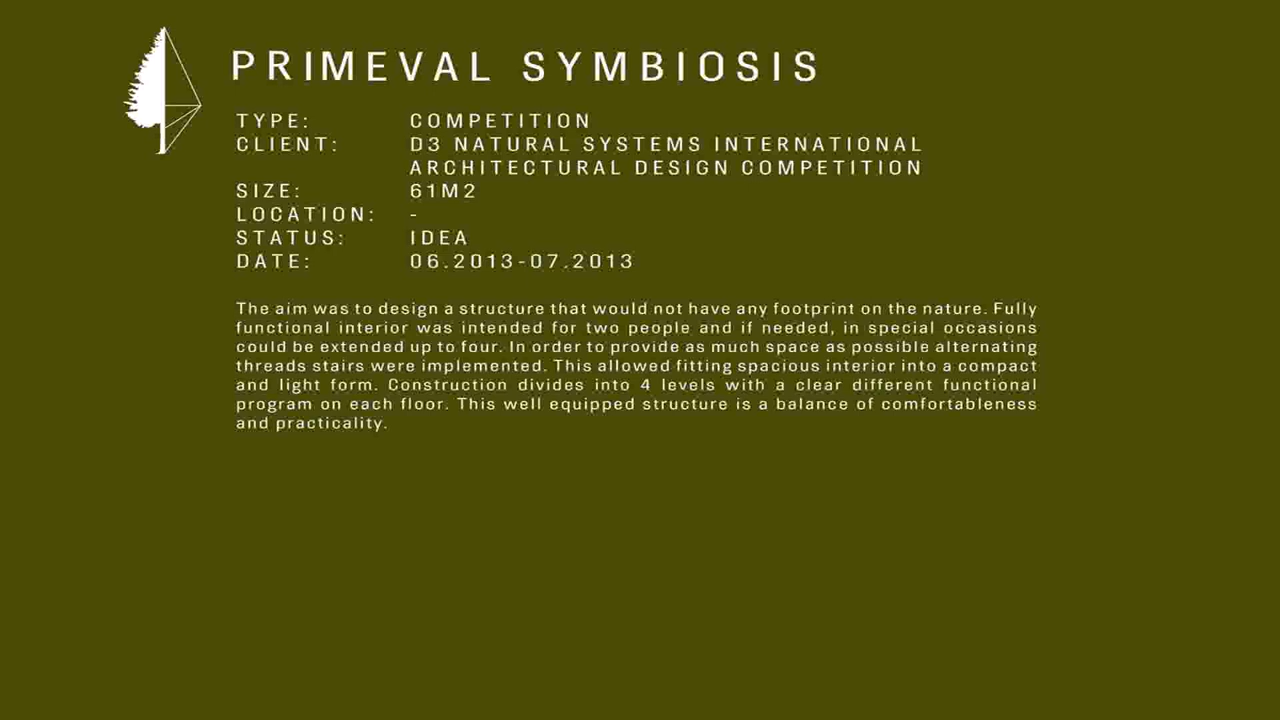 PRIMEVAL SYMBIOSIS
TYPE: COMPETITION
CLIENT: D3 NATURAL SYSTEMS INTERNATIONAL
ARCHITECTURAL DESIGN COMPETITION
SIZE: 61M2
LOCATION: -
STATUS: IDEA
DATE: 06.2013-07.2013
The aim was to design a structure that would not have any footprint on the nature. Fully
functional interior was intended for two people and if needed, in special occasions
could be extended up to four. In order to provide as much space as possible alternating
threads stairs were implemented. This allowed fitting spacious interior into a compact
and light form. Construction divides into 4 levels with a clear different functional
program on each floor. This well equipped structure is a balance of comfortableness
and practicality.